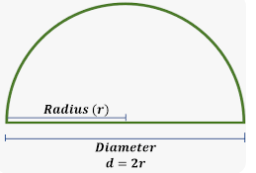 Radius (r)
Diameter
d = 2r